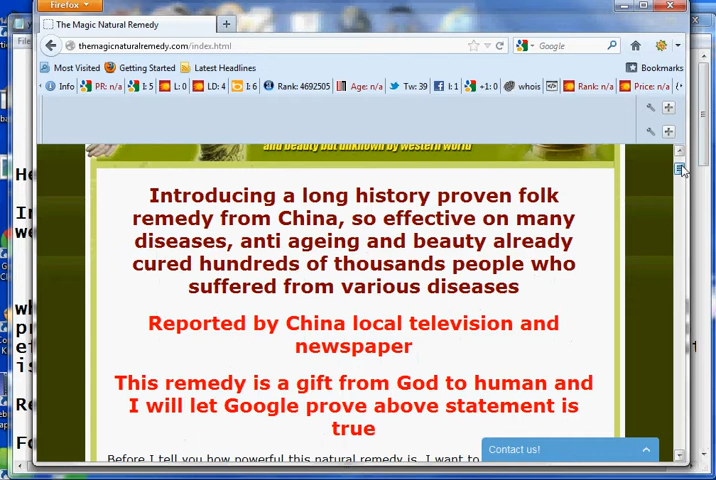 Firefox
The Magic Natural Remedy
themagicnaturalremedy.com/index.html
Google
Most Visited Getting Started Latest Headlines
Bookmarks
Info PR: n/a I: 5 L: 0 LD: 4 I: 6 Rank: 4692505 Age: n/a Tw: 39 I: 1 +1: 0 whois Rank: n/a Price: n/a
and beauty but unknown by western world
Introducing a long history proven folk
remedy from China, so effective on many
diseases, anti ageing and beauty already
cured hundreds of thousands people who
suffered from various diseases
Reported by China local television and
newspaper
This remedy is a gift from God to human and
I will let Google prove above statement is
true
Before I tell you how powerful this natural remedy is, I want to
Contact us!